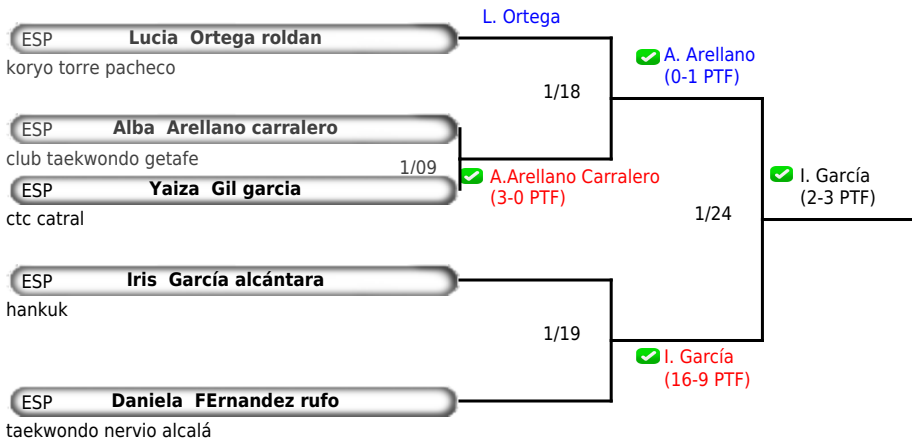 L. Ortega
ESP Lucia Ortega roldan
koryo torre pacheco
A. Arellano
(0-1 PTF)
1/18
ESP Alba Arellano carralero
club taekwondo getafe
1/09
A.Arellano Carralero
(3-0 PTF)
ESP Yaiza Gil garcia
ctc catral
I. García
(2-3 PTF)
1/24
ESP Iris García alcántara
hankuk
1/19
I. García
(16-9 PTF)
ESP Daniela FErnandez rufo
taekwondo nervio alcalá